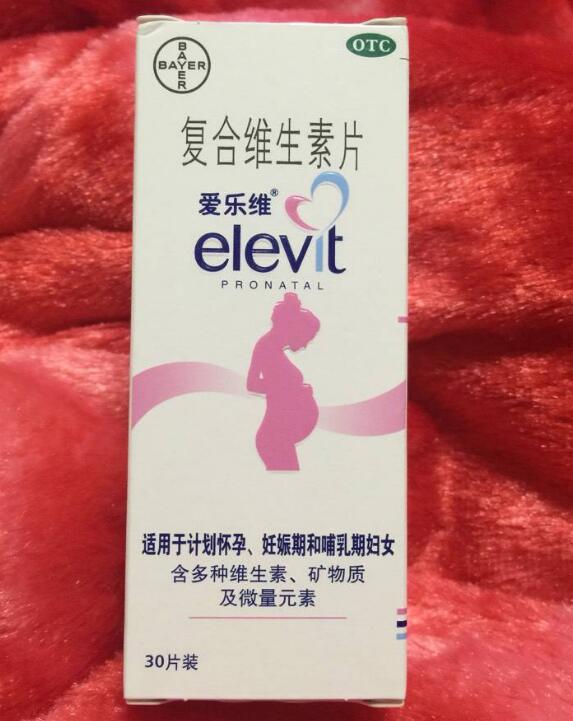 BAYER
BAYER
OTC
复合维生素片
爱乐维®
elevit
PRONATAL
适用于计划怀孕、妊娠期和哺乳期妇女
含多种维生素、矿物质
及微量元素
30片装